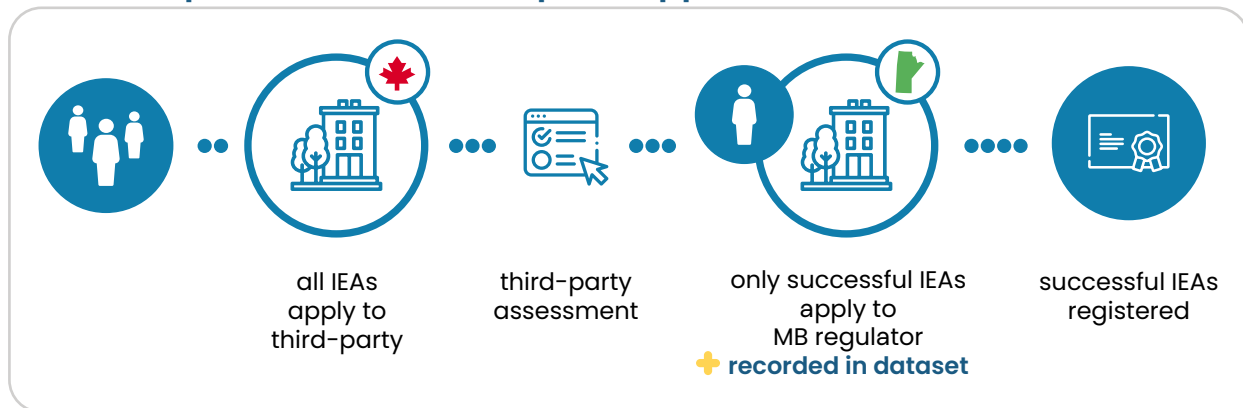 all IEAs
apply to
third-party
third-party
assessment
only successful IEAs
apply to
MB regulator
recorded in dataset
successful IEAs
registered